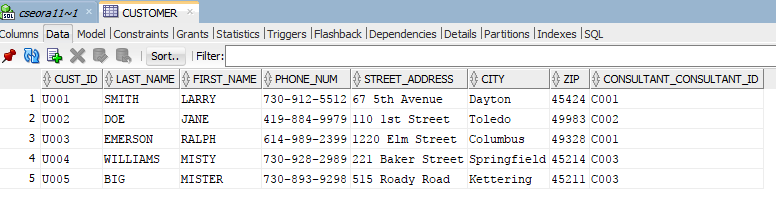 SQL cseora11~1 CUSTOMER
Columns Data Model Constraints Grants Statistics Triggers Flashback Dependencies Details Partitions Indexes SQL
Sort.. Filter:
CUST_ID LAST_NAME FIRST_NAME PHONE_NUM STREET_ADDRESS CITY ZIP CONSULTANT_CONSULTANT_ID
1 U001 SMITH LARRY 730-912-5512 67 5th Avenue Dayton 45424 C001
2 U002 DOE JANE 419-884-9979 110 1st Street Toledo 49983 C002
3 U003 EMERSON RALPH 614-989-2399 1220 Elm Street Columbus 49328 C001
4 U004 WILLIAMS MISTY 730-928-2989 221 Baker Street Springfield 45214 C003
5 U005 BIG MISTER 730-893-9298 515 Roady Road Kettering 45211 C003